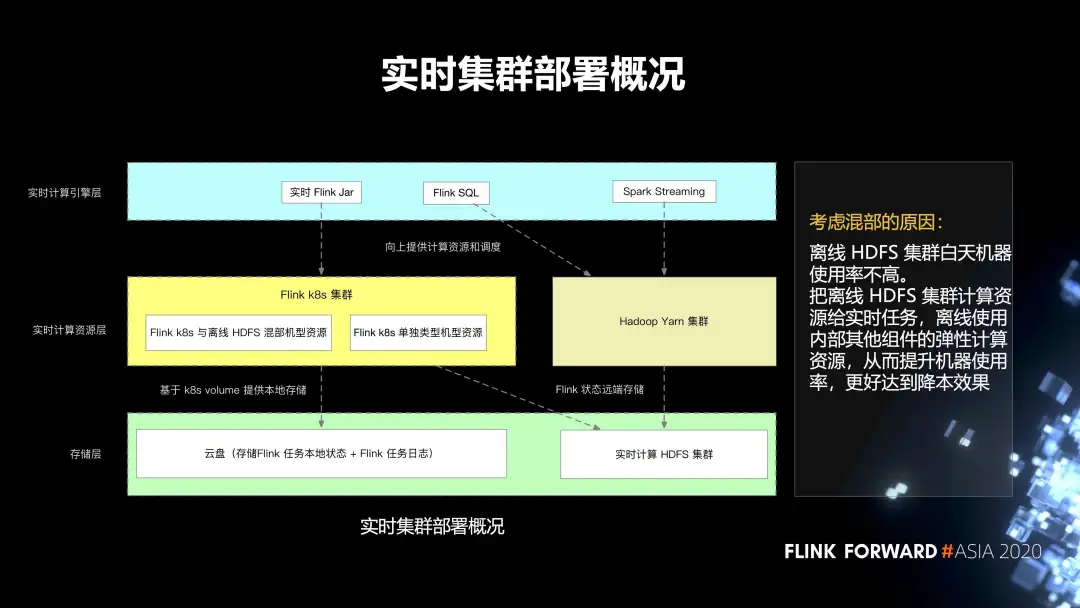 实时集群部署概况
实时计算引擎层
实时 Flink Jar
Flink SQL
Spark Streaming
向上提供计算资源和调度
实时计算资源层
Flink k8s 集群
Flink k8s 与离线 HDFS 混部机型资源
Flink k8s 单独类型机型资源
Hadoop Yarn 集群
基于 k8s volume 提供本地存储
Flink 状态远端存储
存储层
云盘（存储Flink 任务本地状态 + Flink 任务日志）
实时计算 HDFS 集群
实时集群部署概况
考虑混部的原因：
离线 HDFS 集群白天机器
使用率不高。
把离线 HDFS 集群计算资
源给实时任务，离线使用
内部其他组件的弹性计算
资源，从而提升机器使用
率，更好达到降本效果
FLINK FORWARD #ASIA 2020